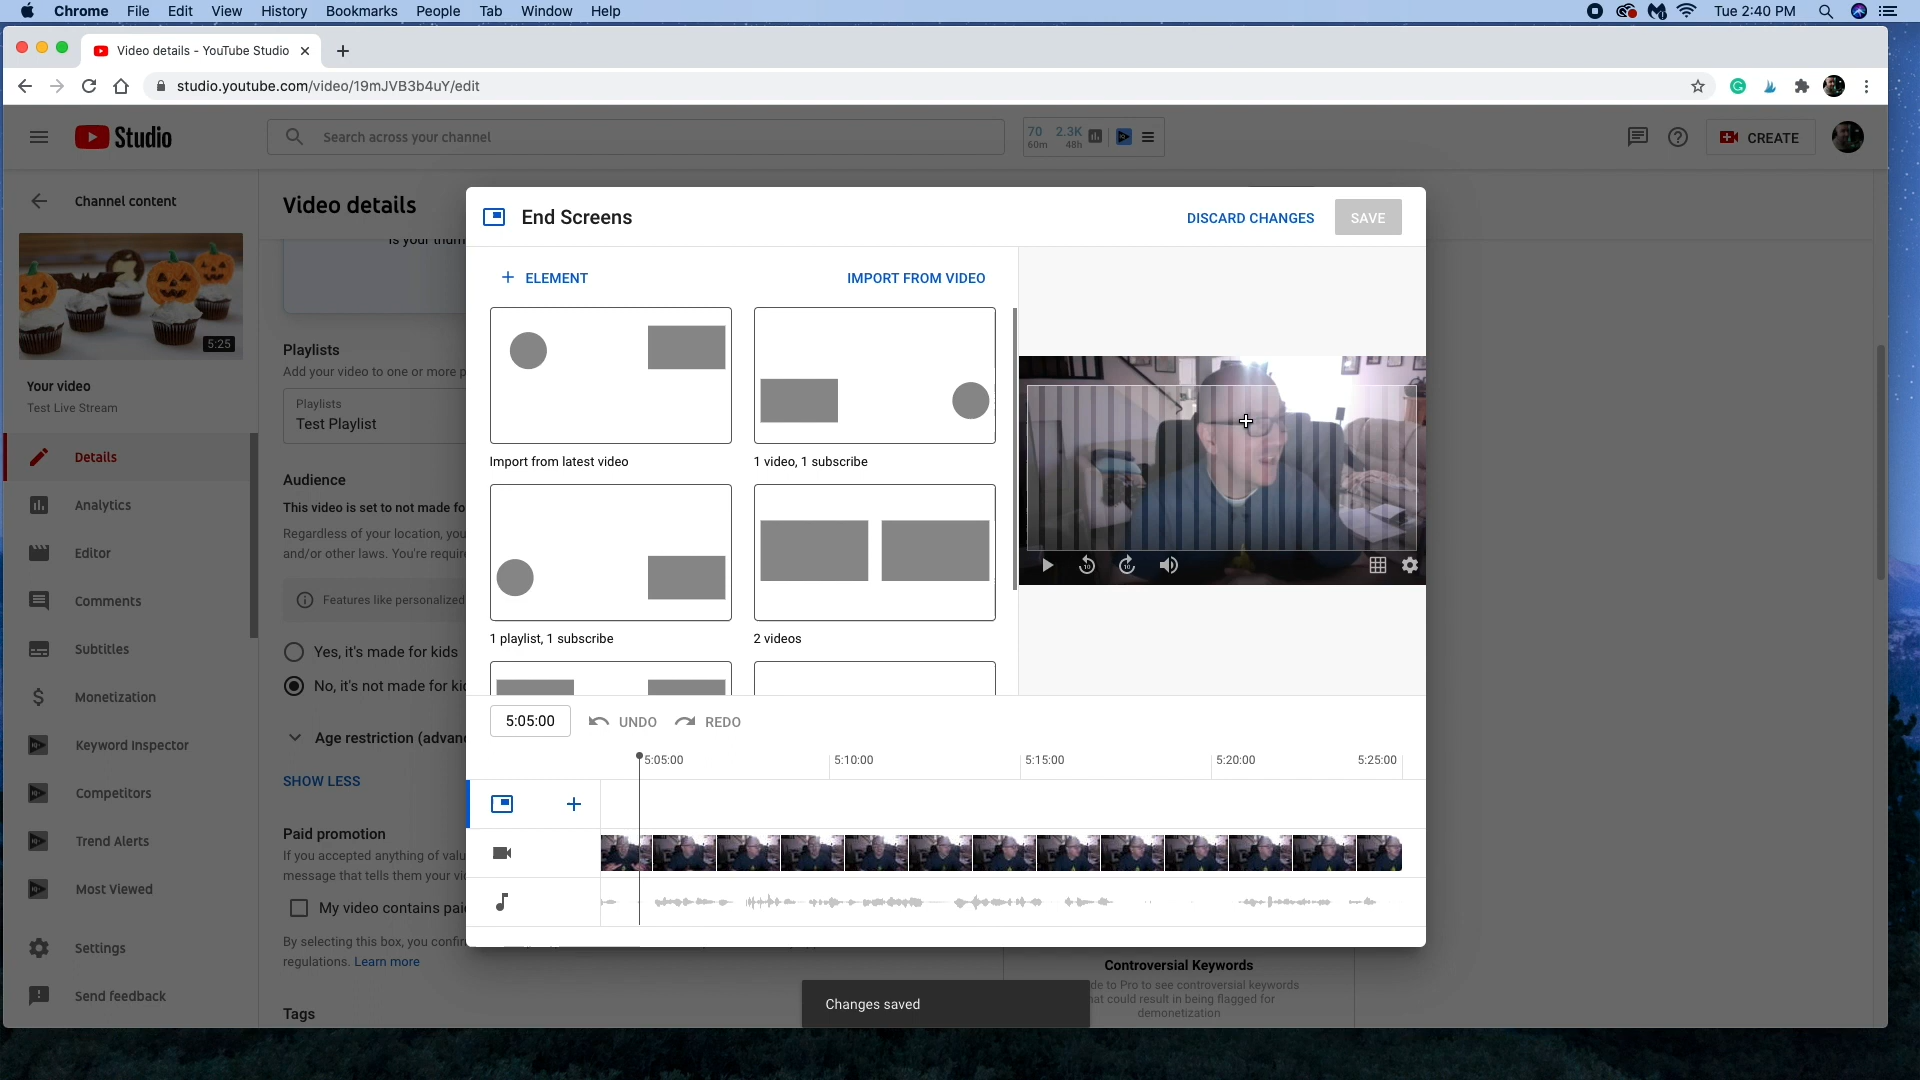 Chrome File Edit View History Bookmarks People Tab Window Help
Tue 2:40 PM
Video details - YouTube Studio
studio.youtube.com/video/19mJVB3b4uY/edit
Studio
Search across your channel
70 2.3K
60m 48h
CREATE
Channel content
5:25
Your video
Test Live Stream
Details
Analytics
Editor
Comments
Subtitles
Monetization
Keyword Inspector
Competitors
Trend Alerts
Most Viewed
Settings
Send feedback
Video details
Playlists
Add your video to one or more p
Playlists
Test Playlist
Audience
This video is set to not made fo
Regardless of your location, you
and/or other laws. You're requir
Features like personalized
Yes, it's made for kids
No, it's not made for ki
Age restriction (advan
SHOW LESS
Paid promotion
If you accepted anything of valu
message that tells them your vi
My video contains pai
By selecting this box, you confir
regulations. Learn more
Tags
End Screens
DISCARD CHANGES
SAVE
+ ELEMENT
IMPORT FROM VIDEO
Import from latest video
1 video, 1 subscribe
1 playlist, 1 subscribe
2 videos
10 10
5:05:00
UNDO
REDO
5:05:00 5:10:00 5:15:00 5:20:00 5:25:00
Changes saved
Controversial Keywords
de to Pro to see controversial keywords
hat could result in being flagged for
demonetization